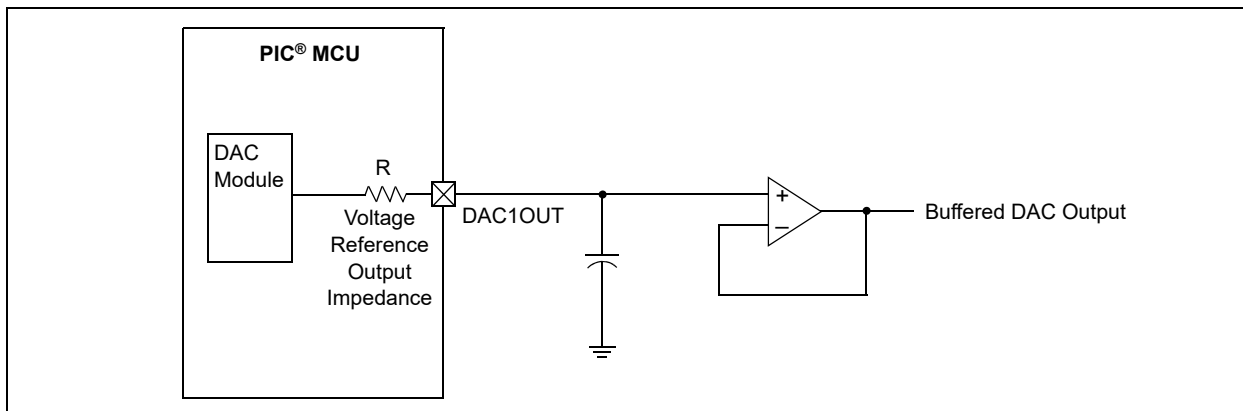 PIC® MCU
DAC
Module
R
Voltage
Reference
Output
Impedance
DAC1OUT
+
–
Buffered DAC Output